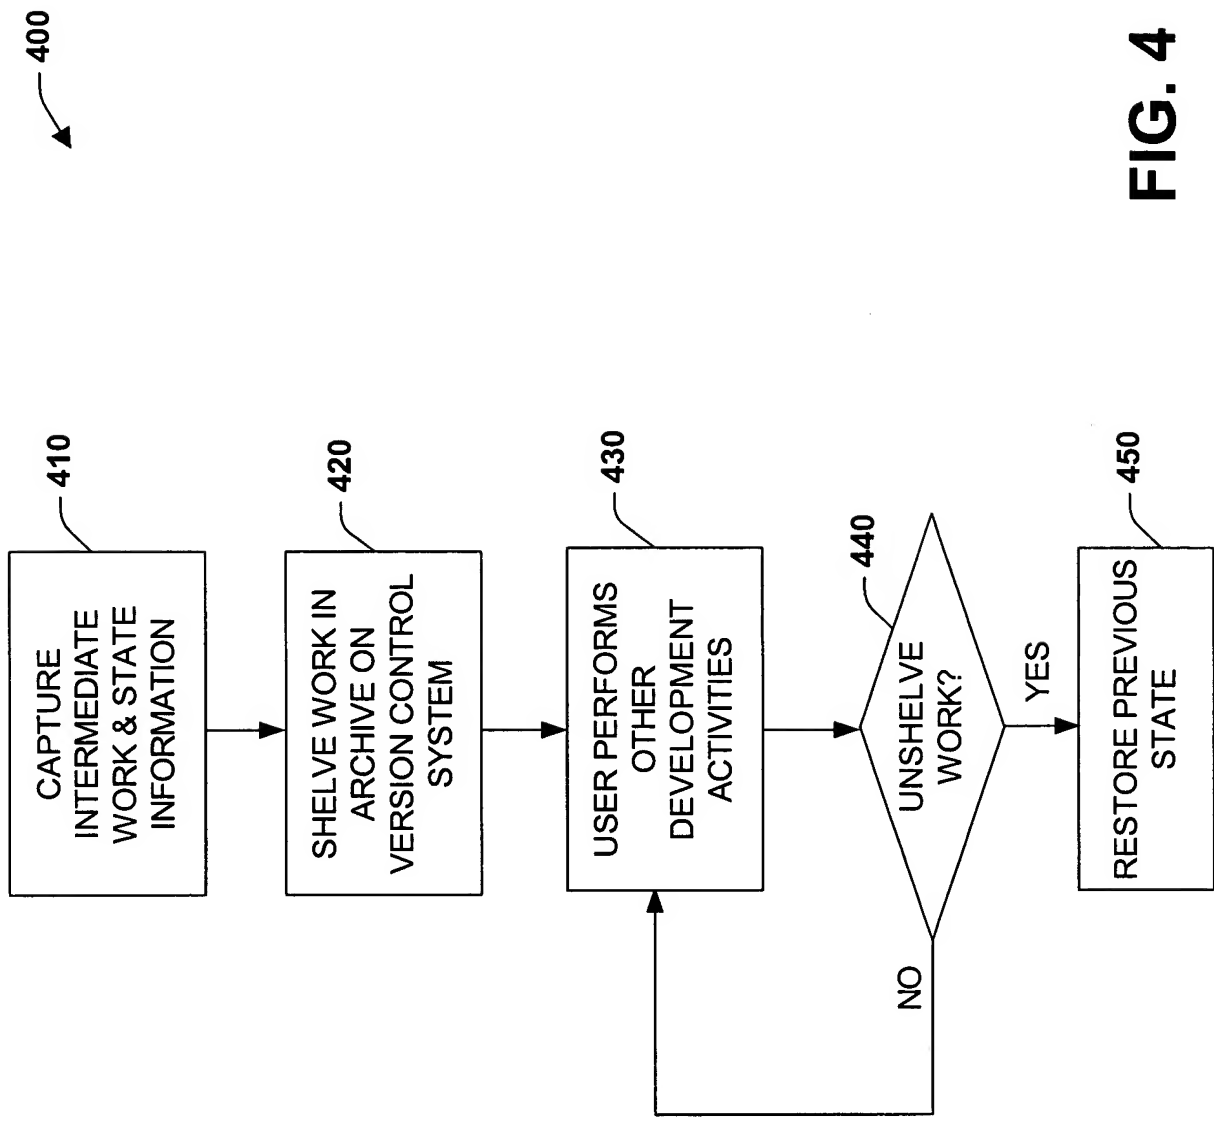 400
410
CAPTURE
INTERMEDIATE
WORK & STATE
INFORMATION
420
SHELVE WORK IN
ARCHIVE ON
VERSION CONTROL
SYSTEM
430
USER PERFORMS
OTHER
DEVELOPMENT
ACTIVITIES
440
UNSHELVE
WORK?
NO
YES
450
RESTORE PREVIOUS
STATE
FIG. 4